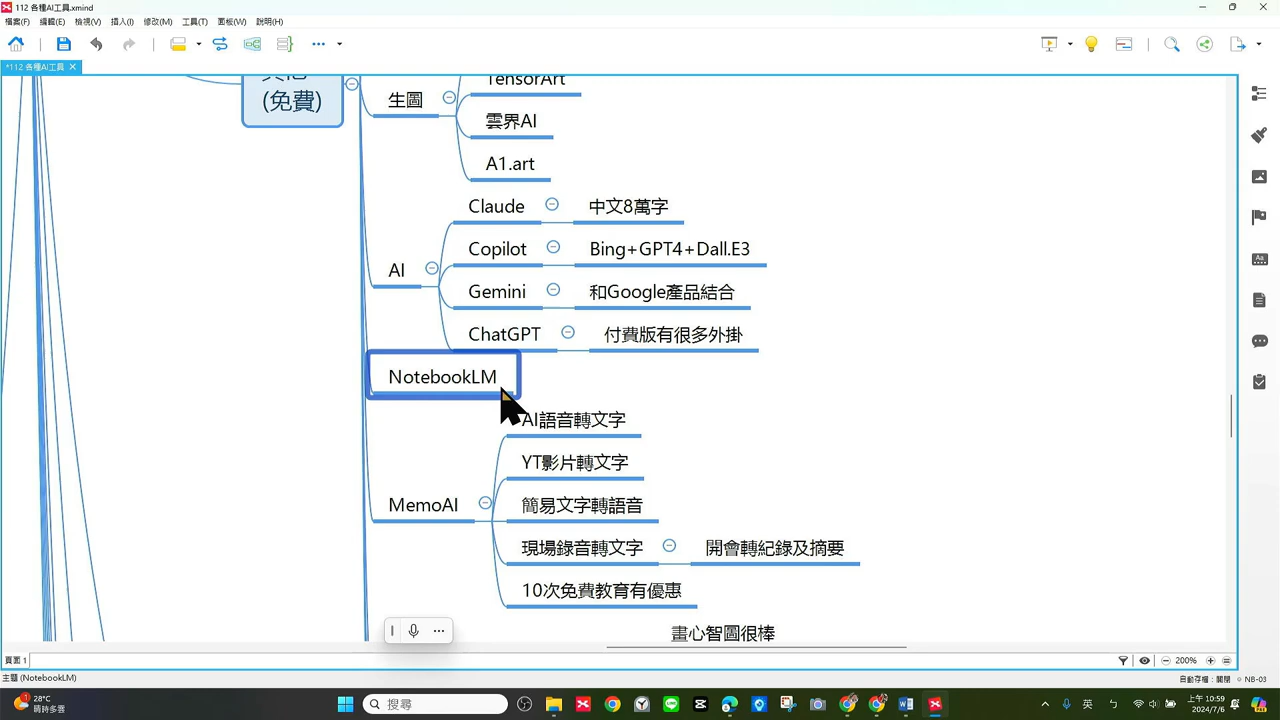 112 各種AI工具.xmind
檔案(F) 編輯(E) 檢視(V) 插入(I) 修改(M) 工具(T) 面板(W) 說明(H)
*112 各種AI工具
(免費)
生圖
TensorArt
雲界AI
A1.art
AI
Claude
中文8萬字
Copilot
Bing+GPT4+Dall.E3
Gemini
和Google產品結合
ChatGPT
付費版有很多外掛
NotebookLM
MemoAI
AI語音轉文字
YT影片轉文字
簡易文字轉語音
現場錄音轉文字
開會轉紀錄及摘要
10次免費教育有優惠
畫心智圖很棒
頁面 1
200%
主題 (NotebookLM)
自動存檔：關閉
NB-03
28°C
晴時多雲
搜尋
英
上午 10:59
2024/7/6